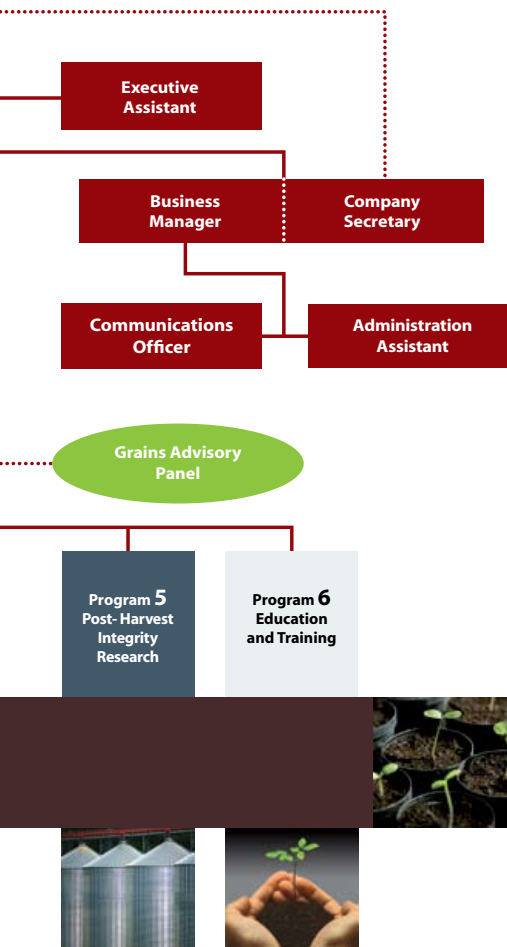 Executive
Assistant
Business
Manager
Company
Secretary
Communications
Officer
Administration
Assistant
Grains Advisory
Panel
Program 5
Post- Harvest
Integrity
Research
Program 6
Education
and Training